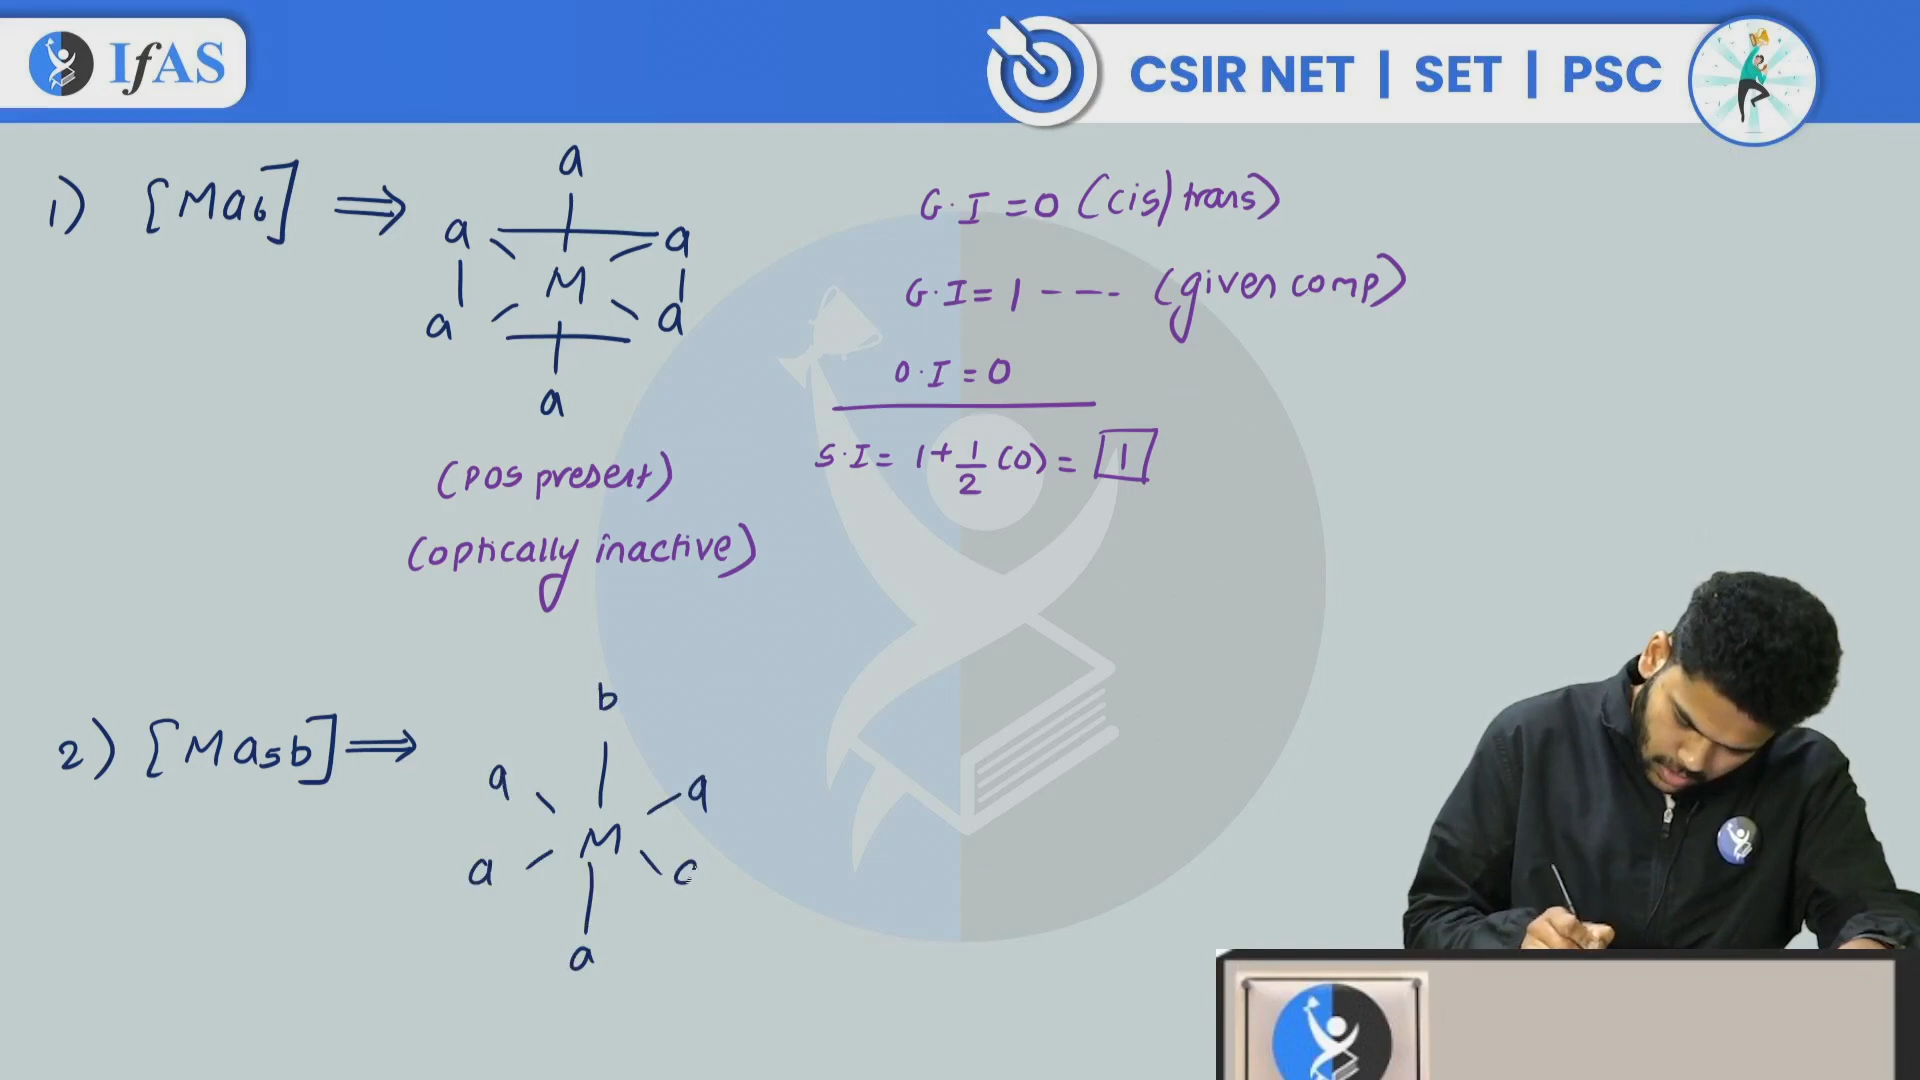 IfAS
CSIR NET | SET | PSC
1) [Ma6] ⇒
a
a a
M
a a
a
(POS present)
(optically inactive)
G.I = 0 (cis/trans)
G.I = 1 ---- (given comp)
O.I = 0
S.I = 1 + 1/2 (0) = 1
2) [Ma5b] ⇒
b
a a
M
a
a